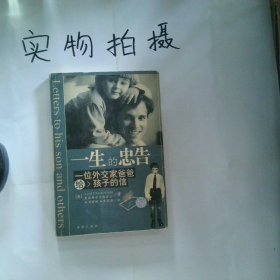 实物拍摄
Letters to his son and others
一生的忠告
一位外交家爸爸
给 孩子的信